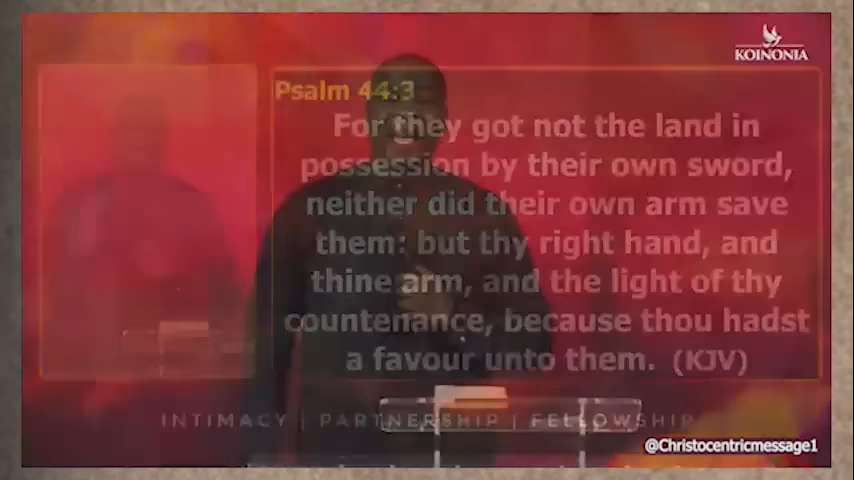 KOINONIA
Psalm 44:3
For they got not the land in
possession by their own sword,
neither did their own arm save
them: but thy right hand, and
thine arm, and the light of thy
countenance, because thou hadst
a favour unto them. (KJV)
INTIMACY | PARTNERSHIP | FELLOWSHIP
@Christocentricmessage1